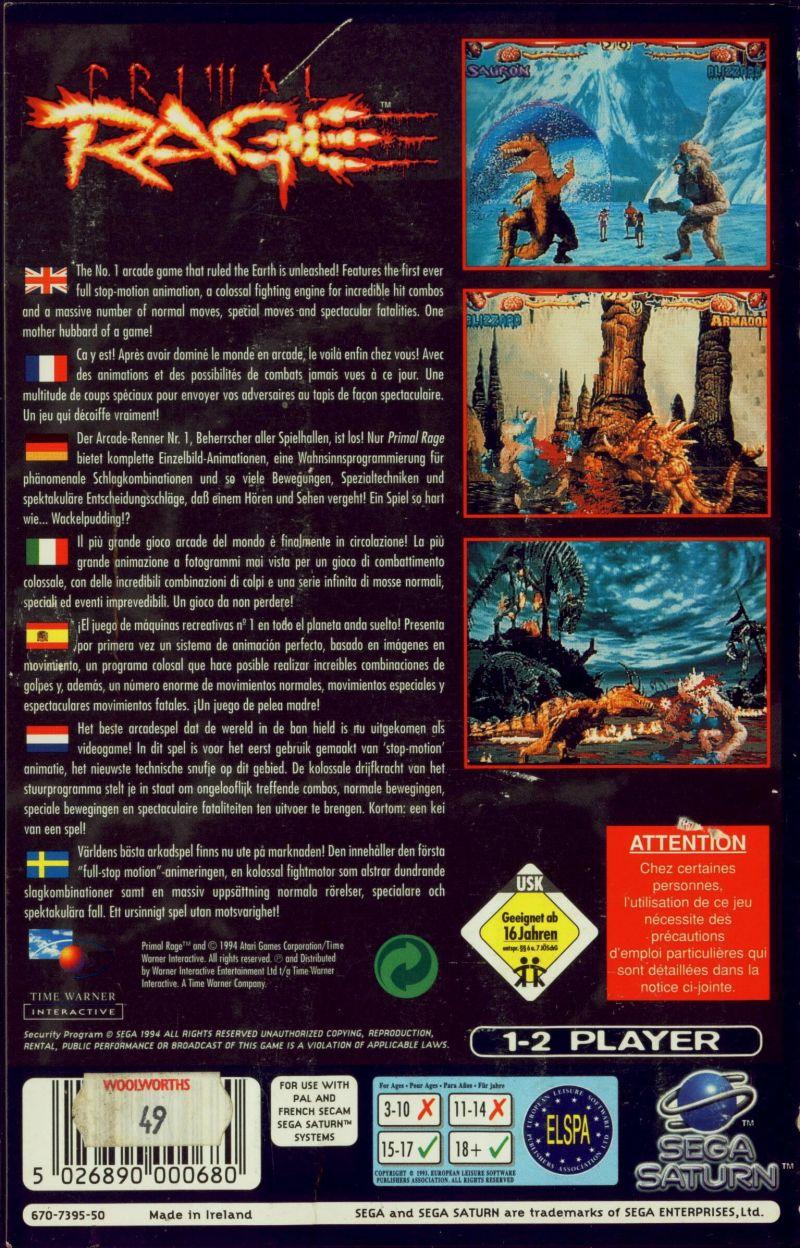 PRIMAL
RAGE™
SAURON
BLIZZARD
The No. 1 arcade game that ruled the Earth is unleashed! Features the first ever
full stop-motion animation, a colossal fighting engine for incredible hit combos
and a massive number of normal moves, special moves and spectacular fatalities. One
mother hubbard of a game!
BLIZZARD
ARMADON
Ca y est! Après avoir dominé le monde en arcade, le voilà enfin chez vous! Avec
des animations et des possibilités de combats jamais vues à ce jour. Une
multitude de coups spéciaux pour envoyer vos adversaires au tapis de façon spectaculaire.
Un jeu qui décoiffe vraiment!
Der Arcade-Renner Nr. 1, Beherrscher aller Spielhallen, ist los! Nur Primal Rage
bietet komplette Einzelbild-Animationen, eine Wahnsinnsprogrammierung für
phänomenale Schlagkombinationen und so viele Bewegungen, Spezialtechniken und
spektakuläre Entscheidungsschläge, daß einem Hören und Sehen vergeht! Ein Spiel so hart
wie... Wackelpudding!?
Il più grande gioco arcade del mondo è finalmente in circolazione! La più
grande animazione a fotogrammi mai vista per un gioco di combattimento
colossale, con delle incredibili combinazioni di colpi e una serie infinita di mosse normali,
speciali ed eventi imprevedibili. Un gioco da non perdere!
¡El juego de máquinas recreativas nº 1 en todo el planeta anda suelto! Presenta
por primera vez un sistema de animación perfecto, basado en imágenes en
movimiento, un programa colosal que hace posible realizar increíbles combinaciones de
golpes y, además, un número enorme de movimientos normales, movimientos especiales y
espectaculares movimientos fatales. ¡Un juego de pelea madre!
Het beste arcadespel dat de wereld in de ban hield is nu uitgekomen als
videogame! In dit spel is voor het eerst gebruik gemaakt van 'stop-motion'
animatie, het nieuwste technische snufje op dit gebied. De kolossale drijfkracht van het
stuurprogramma stelt je in staat om ongelooflijk treffende combos, normale bewegingen,
speciale bewegingen en spectaculaire fataliteiten ten uitvoer te brengen. Kortom: een kei
van een spel!
Världens bästa arkadspel finns nu ute på marknaden! Den innehåller den första
"full-stop motion"-animeringen, en kolossal fightmotor som alstrar dundrande
slagkombinationer samt en massiv uppsättning normala rörelser, specialare och
spektakulära fall. Ett ursinnigt spel utan motsvarighet!
USK
Geeignet ab
16 Jahren
entspr. §§ 6 u. 7 JÖSchG
ATTENTION
Chez certaines
personnes,
l'utilisation de ce jeu
nécessite des
précautions
d'emploi particulières qui
sont détaillées dans la
notice ci-jointe.
TIME WARNER
INTERACTIVE
Primal Rage™ and © 1994 Atari Games Corporation/Time
Warner Interactive. All rights reserved. ℗ and Distributed
by Warner Interactive Entertainment Ltd t/a Time Warner
Interactive. A Time Warner Company.
Security Program © SEGA 1994 ALL RIGHTS RESERVED UNAUTHORIZED COPYING, REPRODUCTION,
RENTAL, PUBLIC PERFORMANCE OR BROADCAST OF THIS GAME IS A VIOLATION OF APPLICABLE LAWS.
1-2 PLAYER
WOOLWORTHS
49
5 026890 000680
FOR USE WITH
PAL AND
FRENCH SECAM
SEGA SATURN™
SYSTEMS
For Ages • Pour Ages • Para Años • Für Jahre
3-10 ✗ 11-14 ✗
15-17 ✓ 18+ ✓
COPYRIGHT © 1993. EUROPEAN LEISURE SOFTWARE
PUBLISHERS ASSOCIATION. ALL RIGHTS RESERVED
EUROPEAN LEISURE SOFTWARE
PUBLISHERS ASSOCIATION LTD
ELSPA
SEGA
SATURN™
670-7395-50
Made in Ireland
SEGA and SEGA SATURN are trademarks of SEGA ENTERPRISES, Ltd.